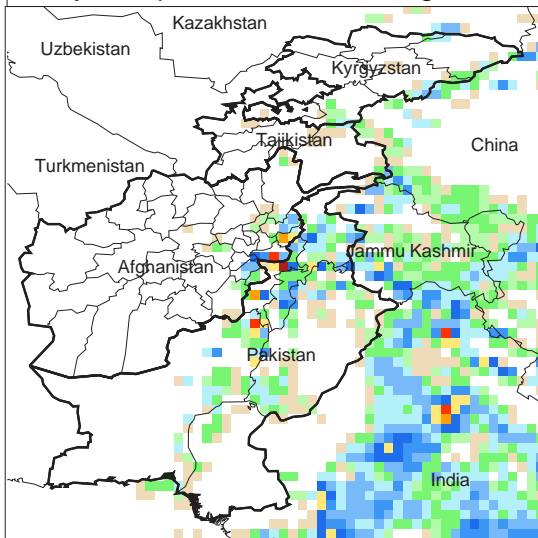 Kazakhstan
Uzbekistan
Kyrgyzstan
Tajikistan
China
Turkmenistan
Jammu Kashmir
Afghanistan
Pakistan
India